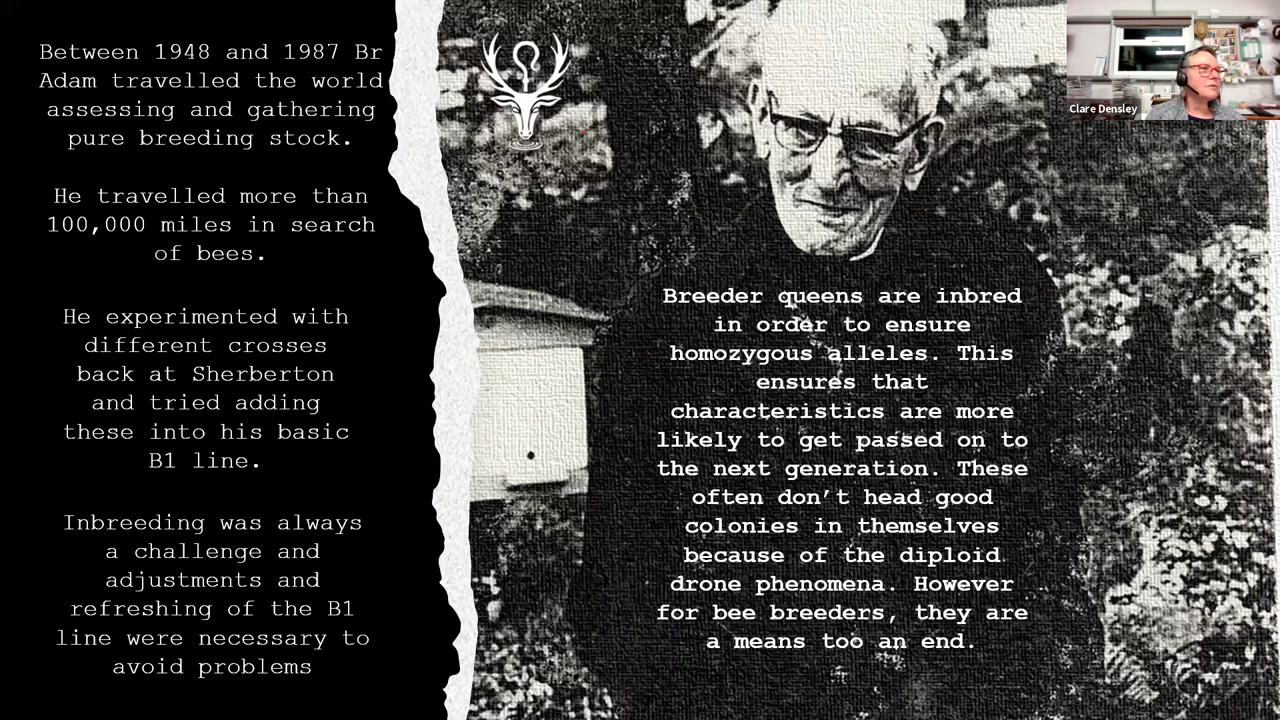 Between 1948 and 1987 Br
Adam travelled the world
assessing and gathering
pure breeding stock.
He travelled more than
100,000 miles in search
of bees.
He experimented with
different crosses
back at Sherberton
and tried adding
these into his basic
B1 line.
Inbreeding was always
a challenge and
adjustments and
refreshing of the B1
line were necessary to
avoid problems
Breeder queens are inbred
in order to ensure
homozygous alleles. This
ensures that
characteristics are more
likely to get passed on to
the next generation. These
often don’t head good
colonies in themselves
because of the diploid
drone phenomena. However
for bee breeders, they are
a means too an end.
Clare Densley